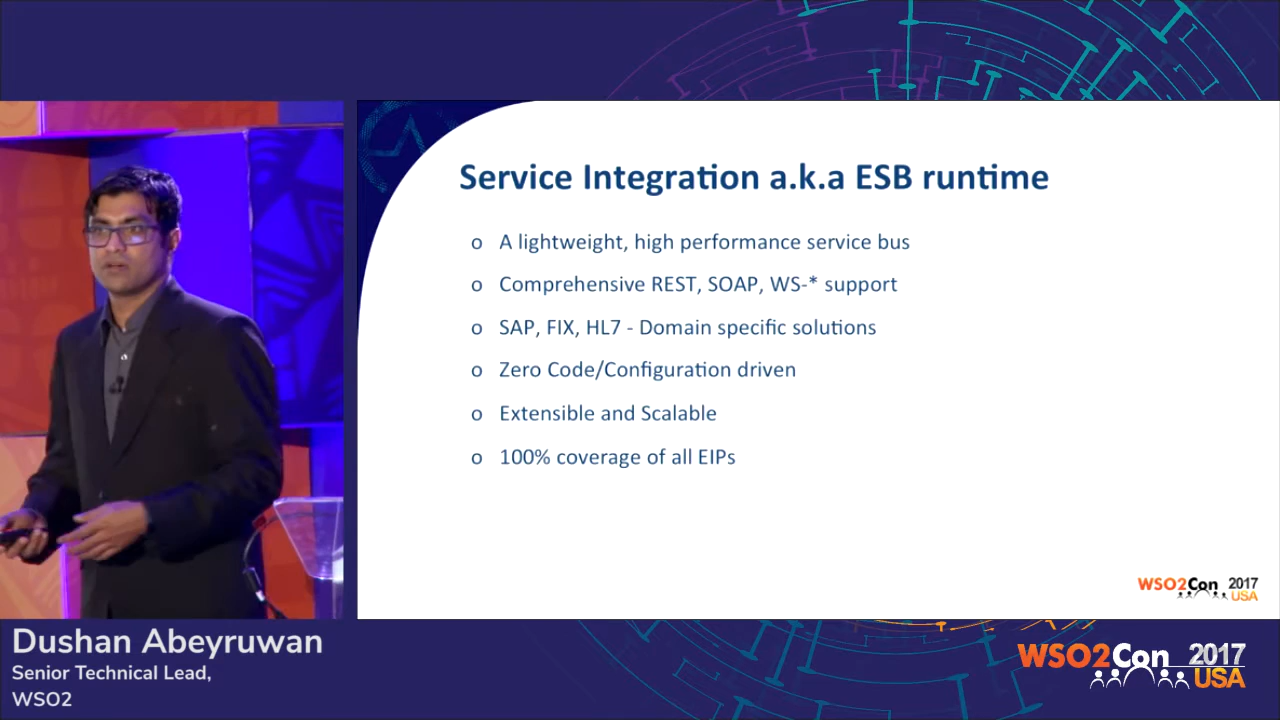 Service Integration a.k.a ESB runtime
o A lightweight, high performance service bus
o Comprehensive REST, SOAP, WS-* support
o SAP, FIX, HL7 - Domain specific solutions
o Zero Code/Configuration driven
o Extensible and Scalable
o 100% coverage of all EIPs
WSO2Con 2017
USA
Dushan Abeyruwan
Senior Technical Lead,
WSO2
WSO2Con 2017
USA